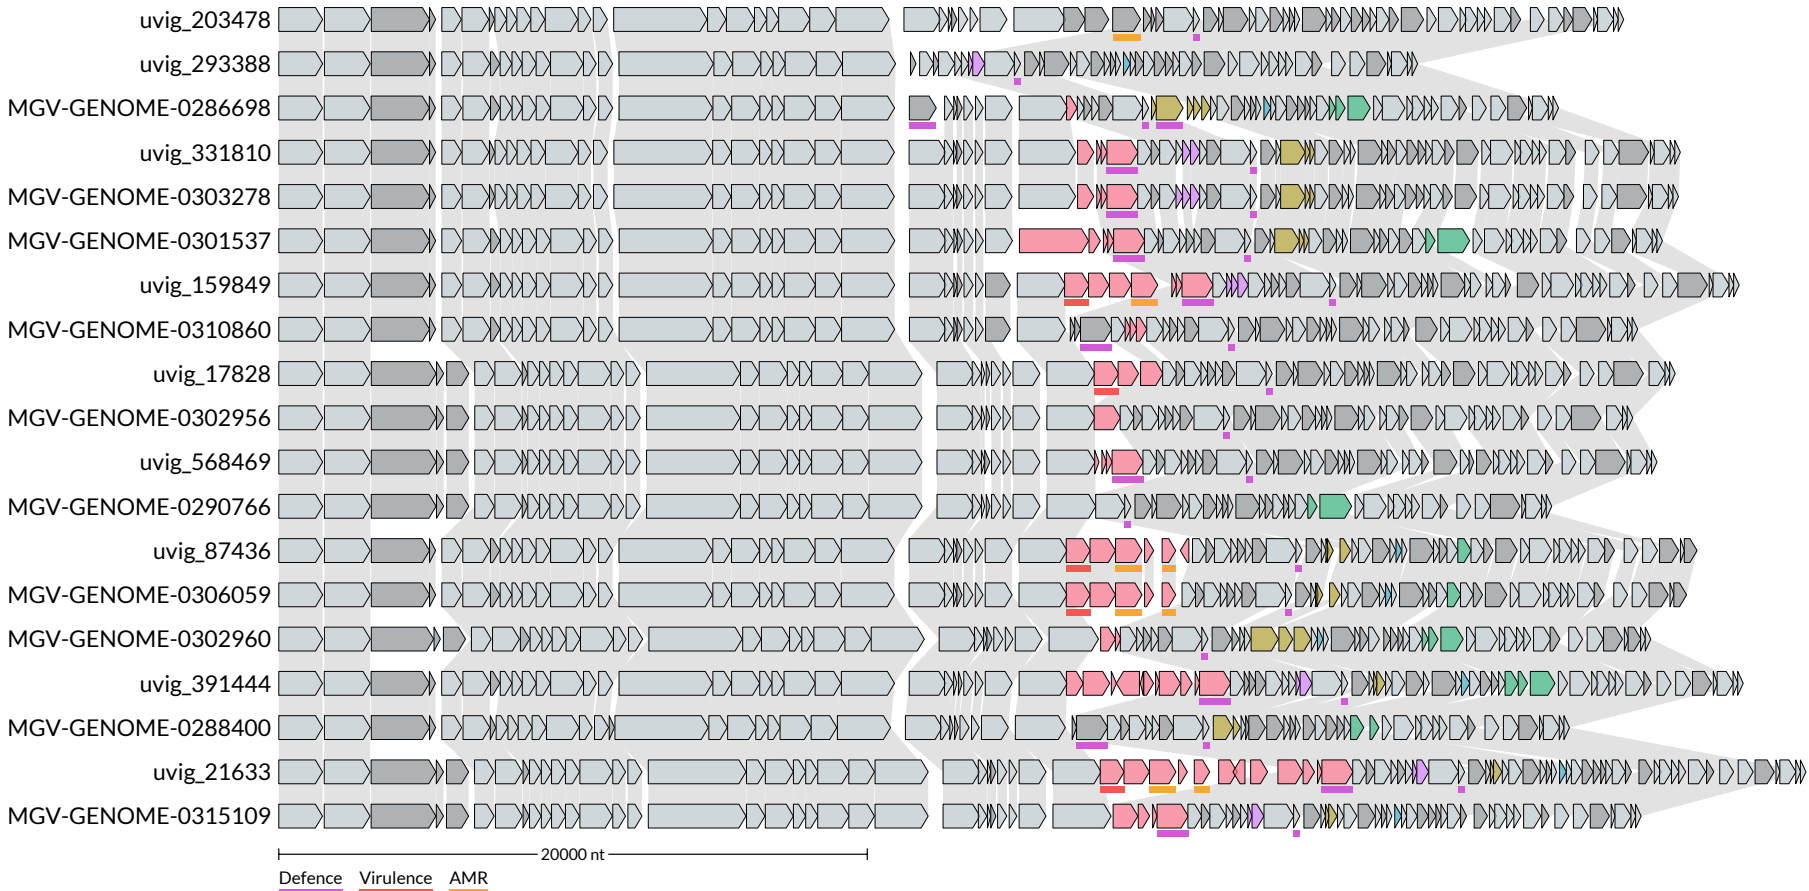 uvig_203478
uvig_293388
MGV-GENOME-0286698
uvig_331810
MGV-GENOME-0303278
MGV-GENOME-0301537
uvig_159849
MGV-GENOME-0310860
uvig_17828
MGV-GENOME-0302956
uvig_568469
MGV-GENOME-0290766
uvig_87436
MGV-GENOME-0306059
MGV-GENOME-0302960
uvig_391444
MGV-GENOME-0288400
uvig_21633
MGV-GENOME-0315109
20000 nt
Defence Virulence AMR